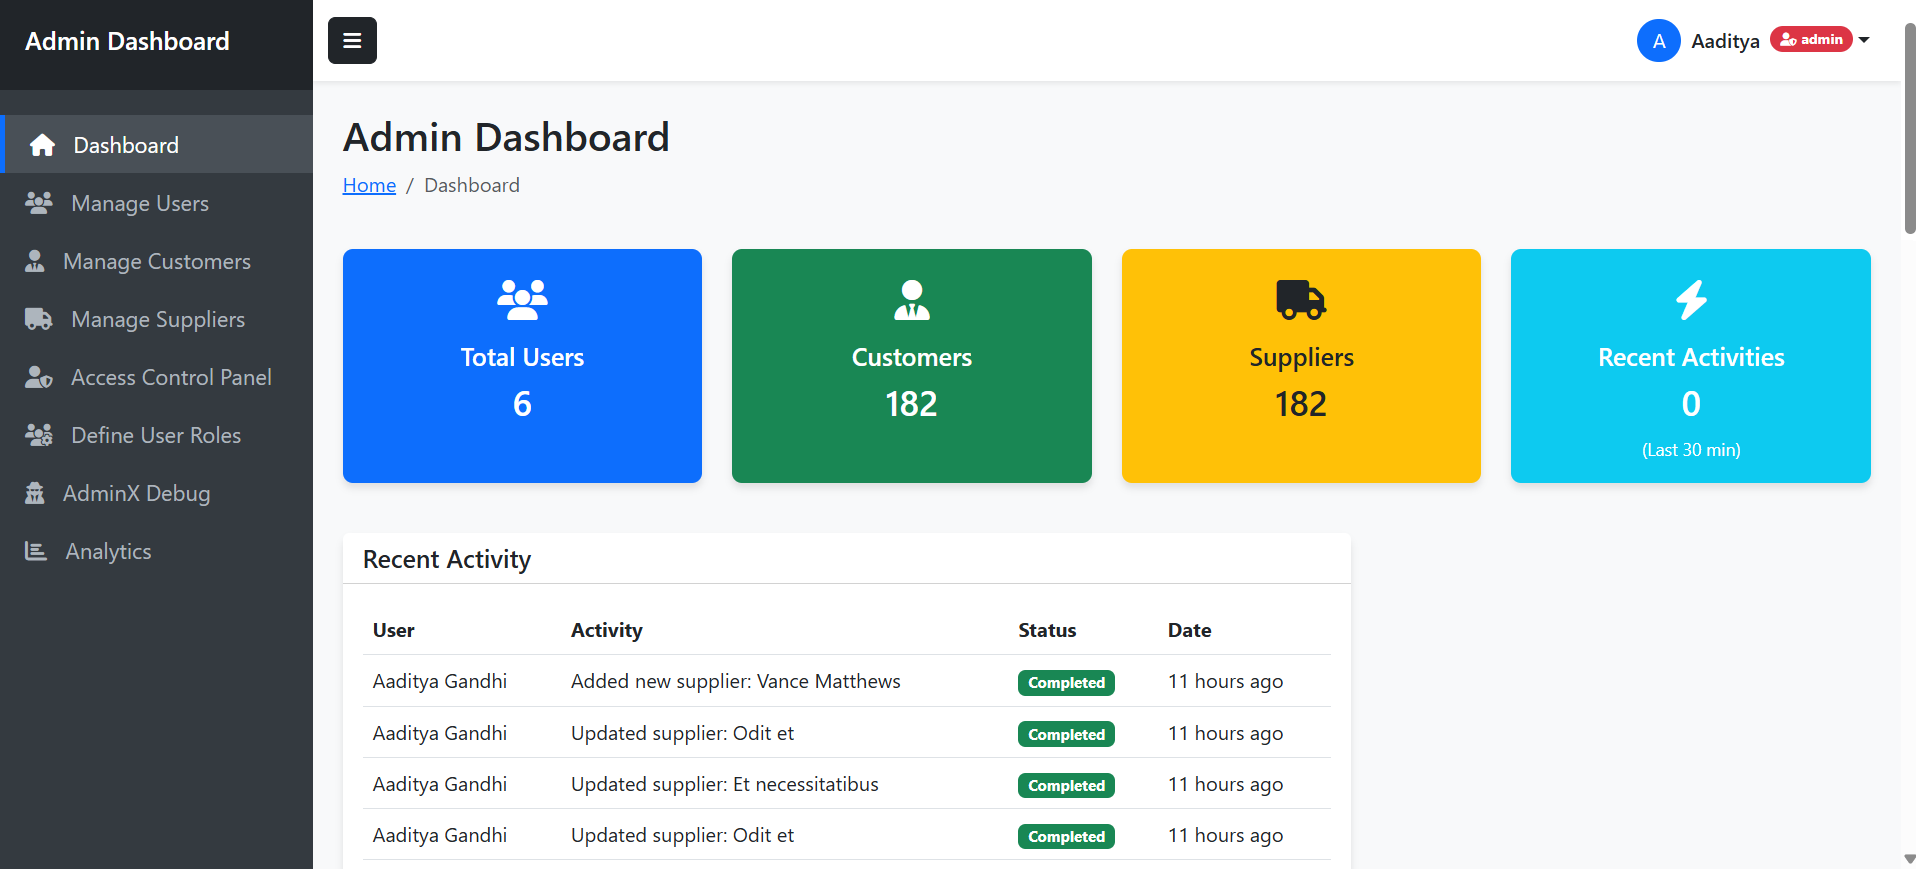 Admin Dashboard
A Aaditya admin
Dashboard
Manage Users
Manage Customers
Manage Suppliers
Access Control Panel
Define User Roles
AdminX Debug
Analytics
Admin Dashboard
Home / Dashboard
Total Users
6
Customers
182
Suppliers
182
Recent Activities
0
(Last 30 min)
Recent Activity
User Activity Status Date
Aaditya Gandhi Added new supplier: Vance Matthews Completed 11 hours ago
Aaditya Gandhi Updated supplier: Odit et Completed 11 hours ago
Aaditya Gandhi Updated supplier: Et necessitatibus Completed 11 hours ago
Aaditya Gandhi Updated supplier: Odit et Completed 11 hours ago